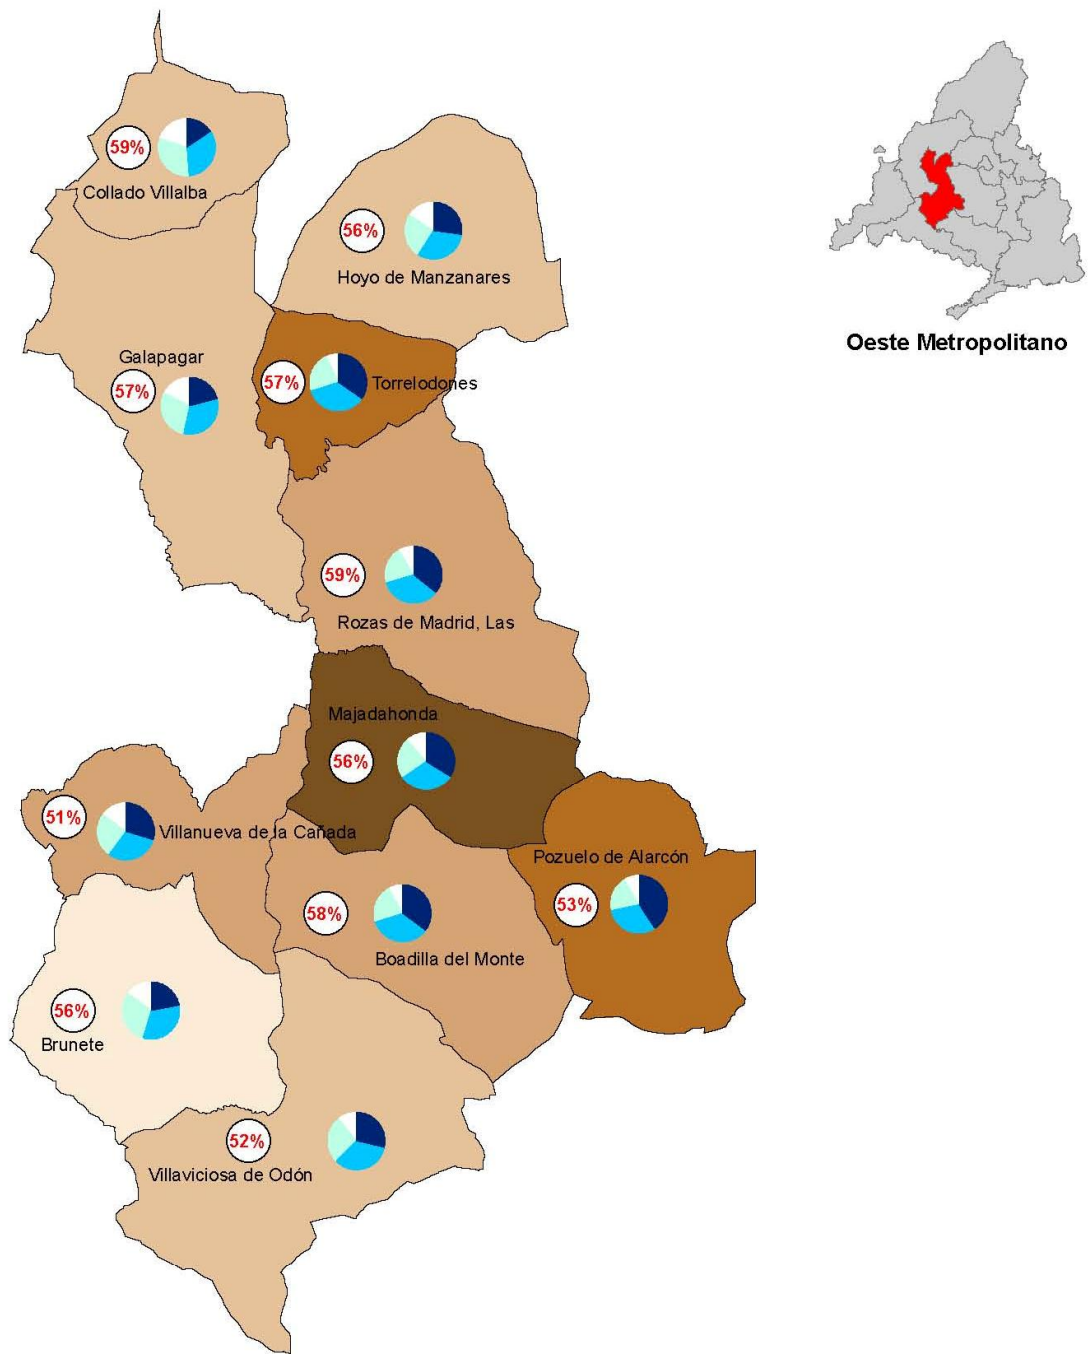 59%
Collado Villalba
56%
Hoyo de Manzanares
Oeste Metropolitano
Galapagar
57%
57%
Torrelodones
59%
Rozas de Madrid, Las
Majadahonda
56%
51%
Villanueva de la Cañada
Pozuelo de Alarcón
53%
58%
Boadilla del Monte
56%
Brunete
52%
Villaviciosa de Odón